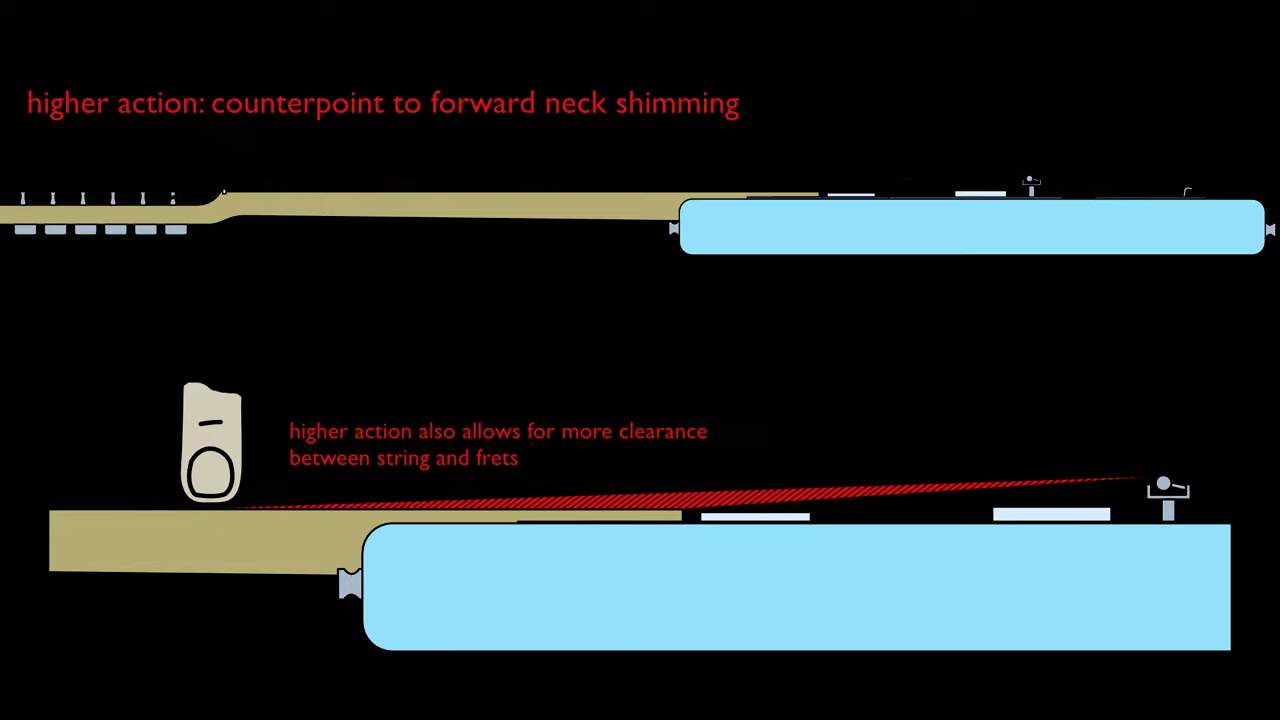 higher action: counterpoint to forward neck shimming
higher action also allows for more clearance
between string and frets